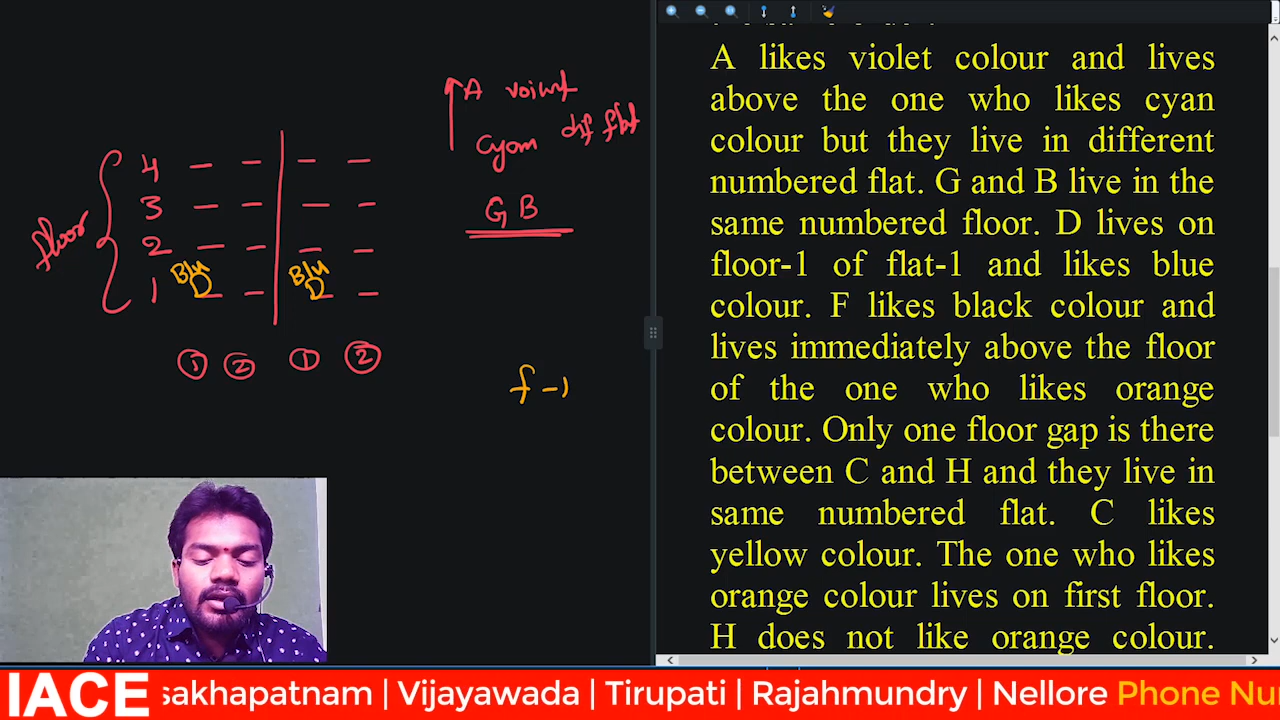 A voilet
Cyan dif flat
G B
4 — — | — —
3 — — | — —
2 — — | — —
1 — — | — —
floor
Blu Blu
D D
① ② ① ②
f -1
A likes violet colour and lives
above the one who likes cyan
colour but they live in different
numbered flat. G and B live in the
same numbered floor. D lives on
floor-1 of flat-1 and likes blue
colour. F likes black colour and
lives immediately above the floor
of the one who likes orange
colour. Only one floor gap is there
between C and H and they live in
same numbered flat. C likes
yellow colour. The one who likes
orange colour lives on first floor.
H does not like orange colour.
IACE sakhapatnam | Vijayawada | Tirupati | Rajahmundry | Nellore Phone Nu